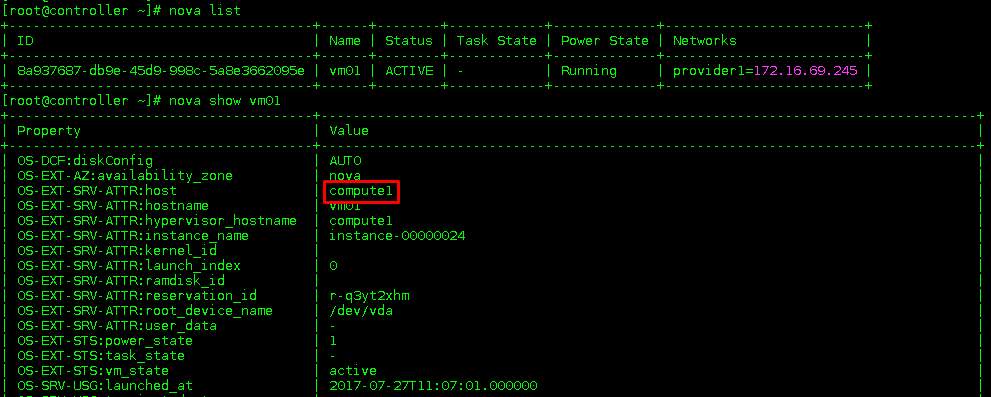 [root@controller ~]# nova list
+--------------------------------------+------+--------+------------+-------------+-------------------------+
| ID | Name | Status | Task State | Power State | Networks |
+--------------------------------------+------+--------+------------+-------------+-------------------------+
| 8a937687-db9e-45d9-998c-5a8e3662095e | vm01 | ACTIVE | - | Running | provider1=172.16.69.245 |
+--------------------------------------+------+--------+------------+-------------+-------------------------+
[root@controller ~]# nova show vm01
+--------------------------------------+----------------------------------------------------------------------------------+
| Property | Value |
+--------------------------------------+----------------------------------------------------------------------------------+
| OS-DCF:diskConfig | AUTO |
| OS-EXT-AZ:availability_zone | nova |
| OS-EXT-SRV-ATTR:host | compute1 |
| OS-EXT-SRV-ATTR:hostname | vm01 |
| OS-EXT-SRV-ATTR:hypervisor_hostname | compute1 |
| OS-EXT-SRV-ATTR:instance_name | instance-00000024 |
| OS-EXT-SRV-ATTR:kernel_id | |
| OS-EXT-SRV-ATTR:launch_index | 0 |
| OS-EXT-SRV-ATTR:ramdisk_id | |
| OS-EXT-SRV-ATTR:reservation_id | r-q3yt2xhm |
| OS-EXT-SRV-ATTR:root_device_name | /dev/vda |
| OS-EXT-SRV-ATTR:user_data | - |
| OS-EXT-STS:power_state | 1 |
| OS-EXT-STS:task_state | - |
| OS-EXT-STS:vm_state | active |
| OS-SRV-USG:launched_at | 2017-07-27T11:07:01.000000 |